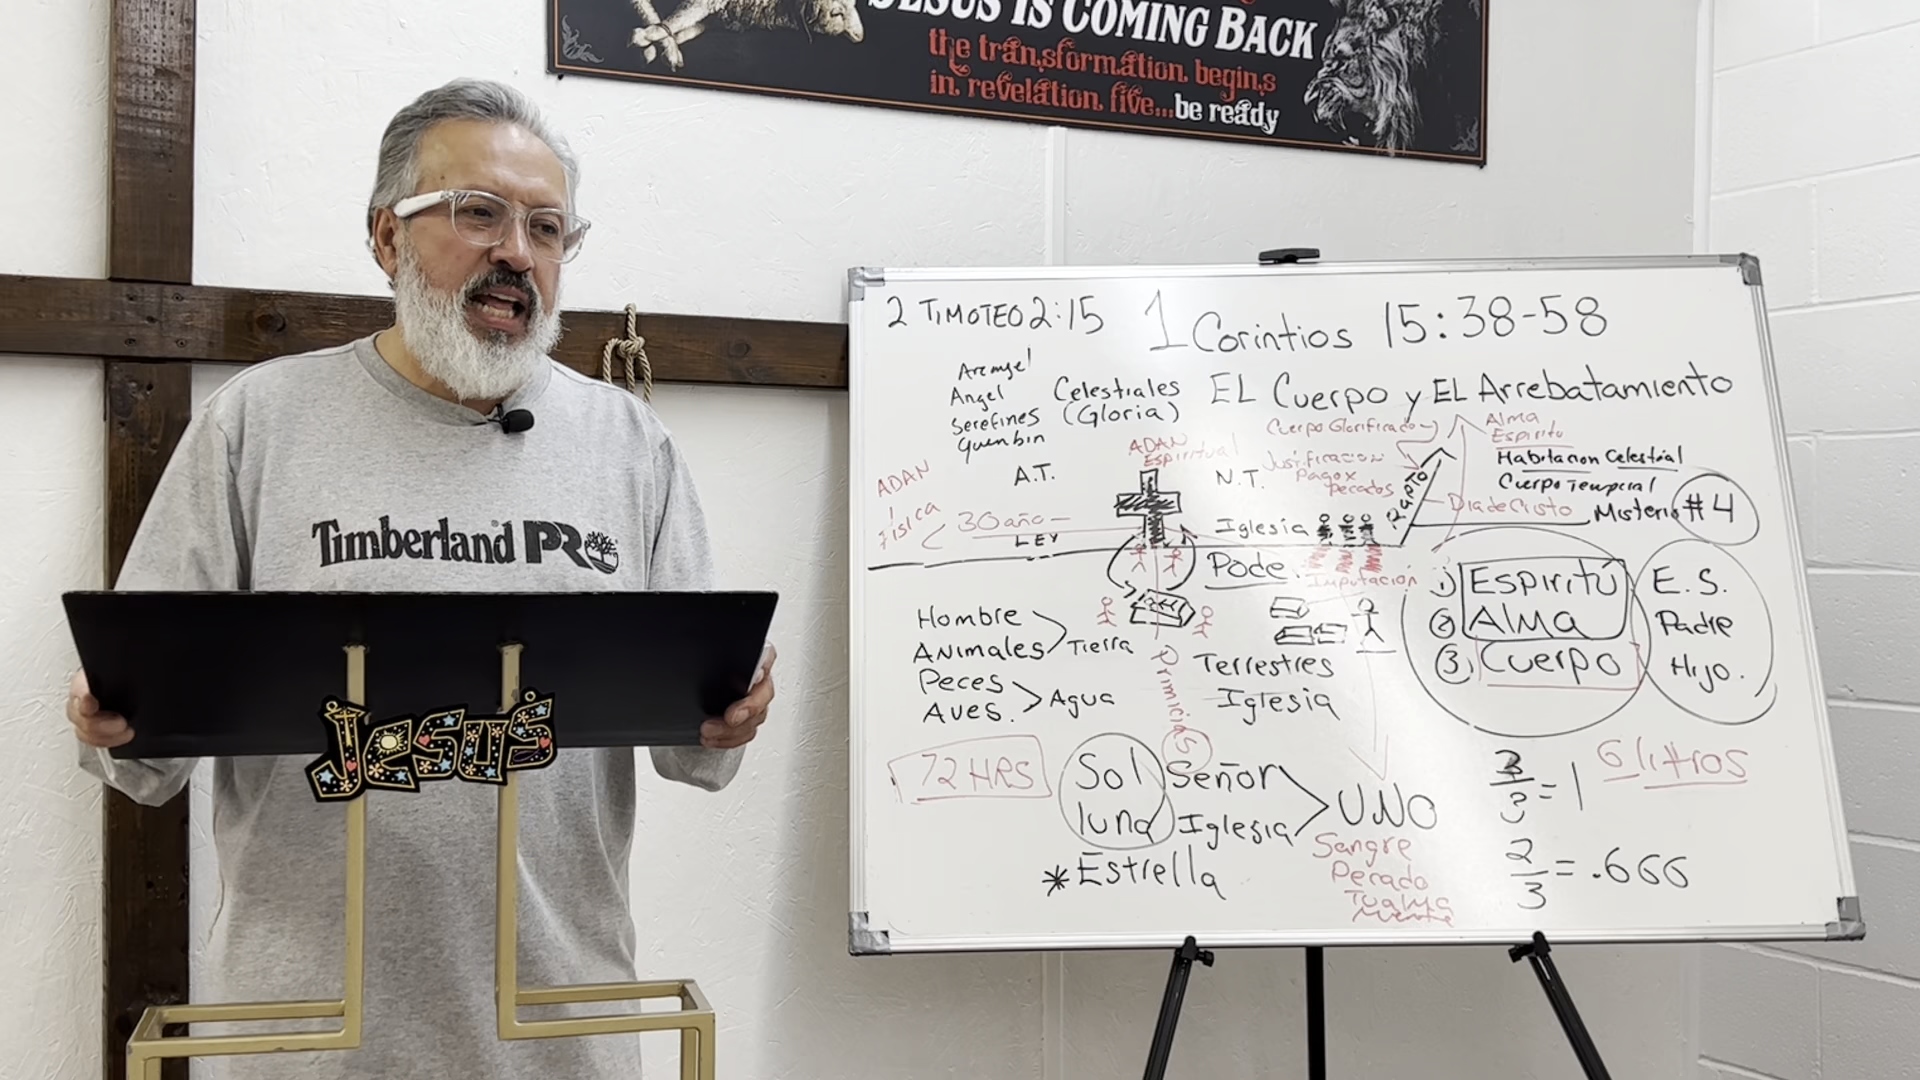 JESUS IS COMING BACK
the transformation begins
in revelation five...be ready
Timberland PRO
JESUS
2 TIMOTEO 2:15
1 Corintios 15:38-58
EL Cuerpo y EL Arrebatamiento
Arcangel
Angel
Serefines
Querubin
Celestiales
(Gloria)
ADAN
Fisica
A.T.
30 año
LEY
ADAN
Espiritual
N.T.
Cuerpo Glorificado
Justificacion
Pago x
Pecados
Iglesia
Pode
Imputación
Rapto
Alma
Espiritu
Habitacion Celestial
Cuerpo Temporal
Dia de Cristo
Misterio #4
Hombre
Animales
Tierra
Peces
Aves.
Agua
Primicias
Terrestres
Iglesia
1) Espiritú
2) Alma
3) Cuerpo
E.S.
Padre
Hijo.
72 HRS
Sol
luna
Señor
Iglesia
UNO
* Estrella
Sangre
Pecado
Tu alma
3/3 = 1
6 litros
2/3 = .666